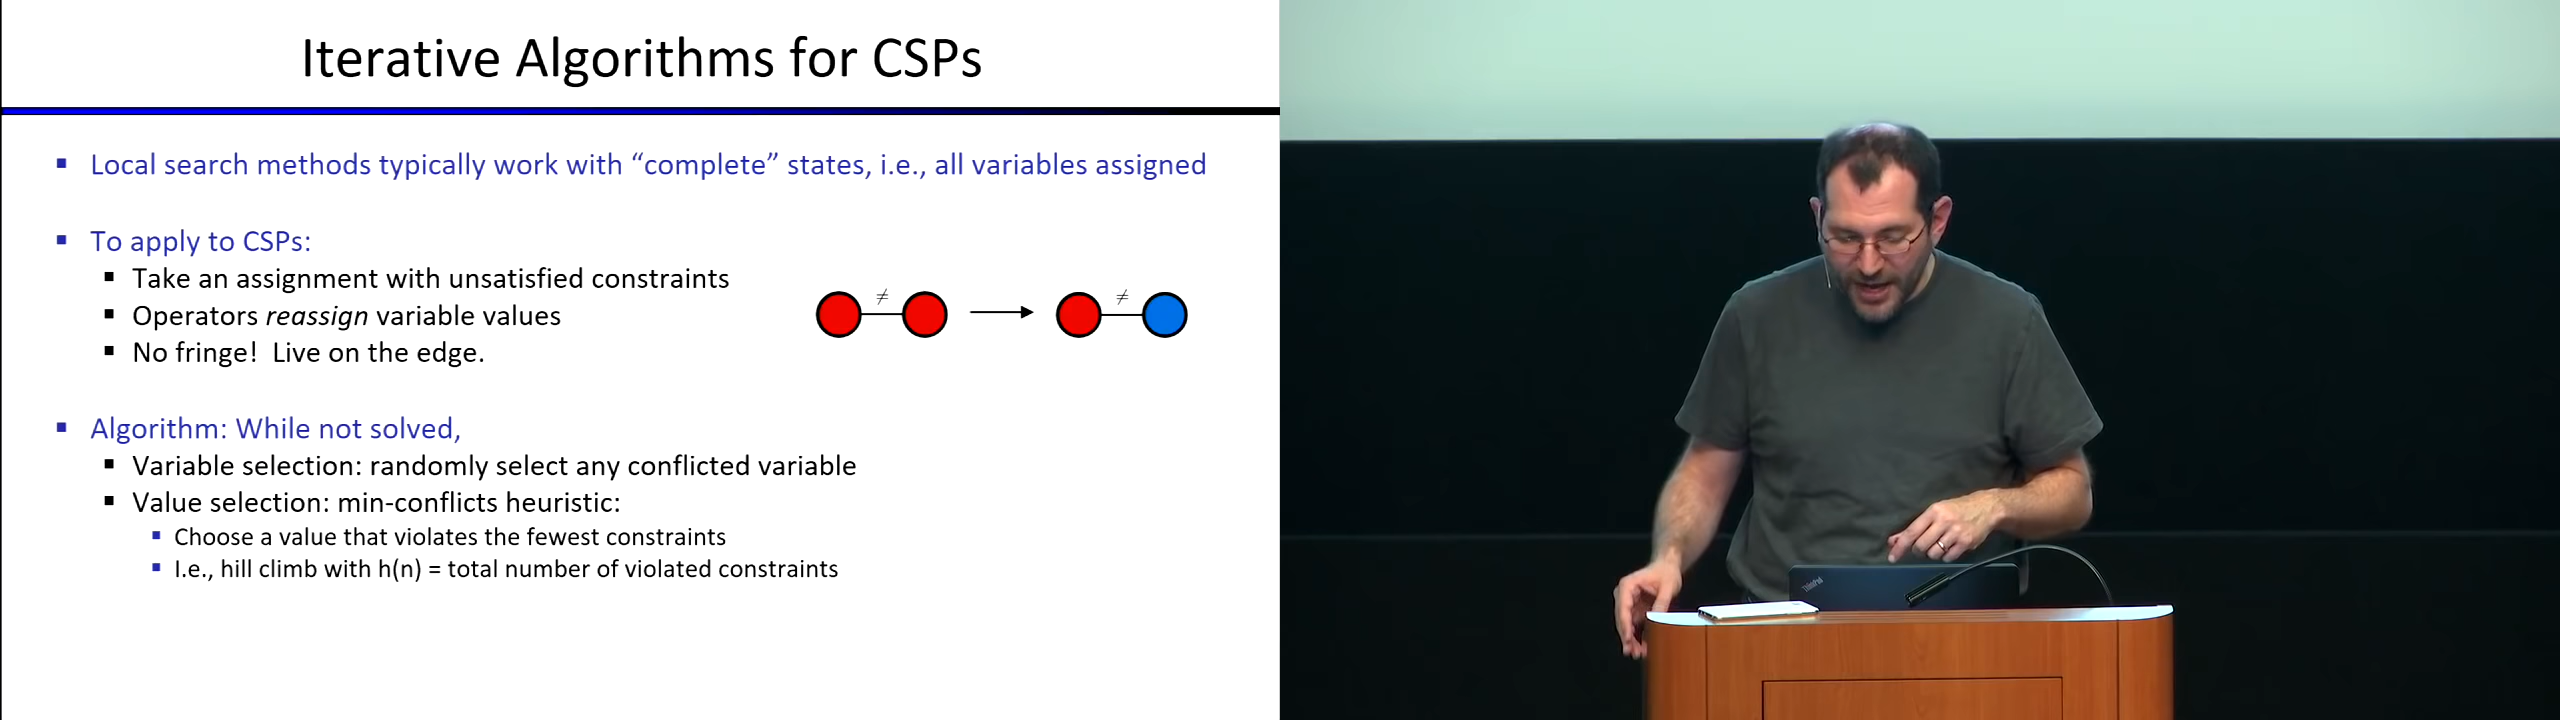 Iterative Algorithms for CSPs
Local search methods typically work with “complete” states, i.e., all variables assigned
To apply to CSPs:
Take an assignment with unsatisfied constraints
Operators reassign variable values
No fringe!  Live on the edge.
≠ ≠
Algorithm: While not solved,
Variable selection: randomly select any conflicted variable
Value selection: min-conflicts heuristic:
Choose a value that violates the fewest constraints
I.e., hill climb with h(n) = total number of violated constraints
ThinkPad